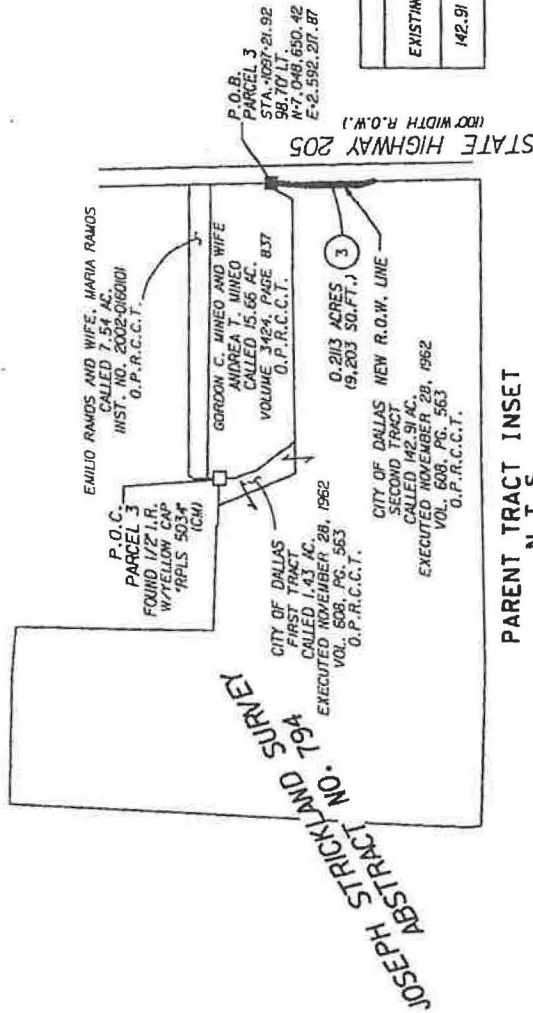 EMILIO RAMOS AND WIFE, MARIA RAMOS
CALLED 7.54 AC.
INST. NO. 2002-0160101
O.P.R.C.C.T.
P.O.C.
PARCEL 3
FOUND 1/2" I.R.
W/YELLOW CAP
"RPLS 5034"
(CM)
GORDON C. MINEO AND WIFE
ANDREA T. MINEO
CALLED 15.66 AC.
VOLUME 3424, PAGE 837
O.P.R.C.C.T.
P.O.B.
PARCEL 3
STA. 1097+21.92
98.70' LT.
N=7,048,650.42
E=2,592,217.87
STATE HIGHWAY 205
(100' WIDTH R.O.W.)
CITY OF DALLAS
FIRST TRACT
CALLED 1.43 AC.
EXECUTED NOVEMBER 28, 1962
VOL. 608, PG. 563
O.P.R.C.C.T.
0.2113 ACRES
(9,203 SQ.FT.)
3
NEW R.O.W. LINE
CITY OF DALLAS
SECOND TRACT
CALLED 142.91 AC.
EXECUTED NOVEMBER 28, 1962
VOL. 608, PG. 563
O.P.R.C.C.T.
JOSEPH STRICKLAND SURVEY
ABSTRACT NO. 794
PARENT TRACT INSET
N.T.S.
142.91